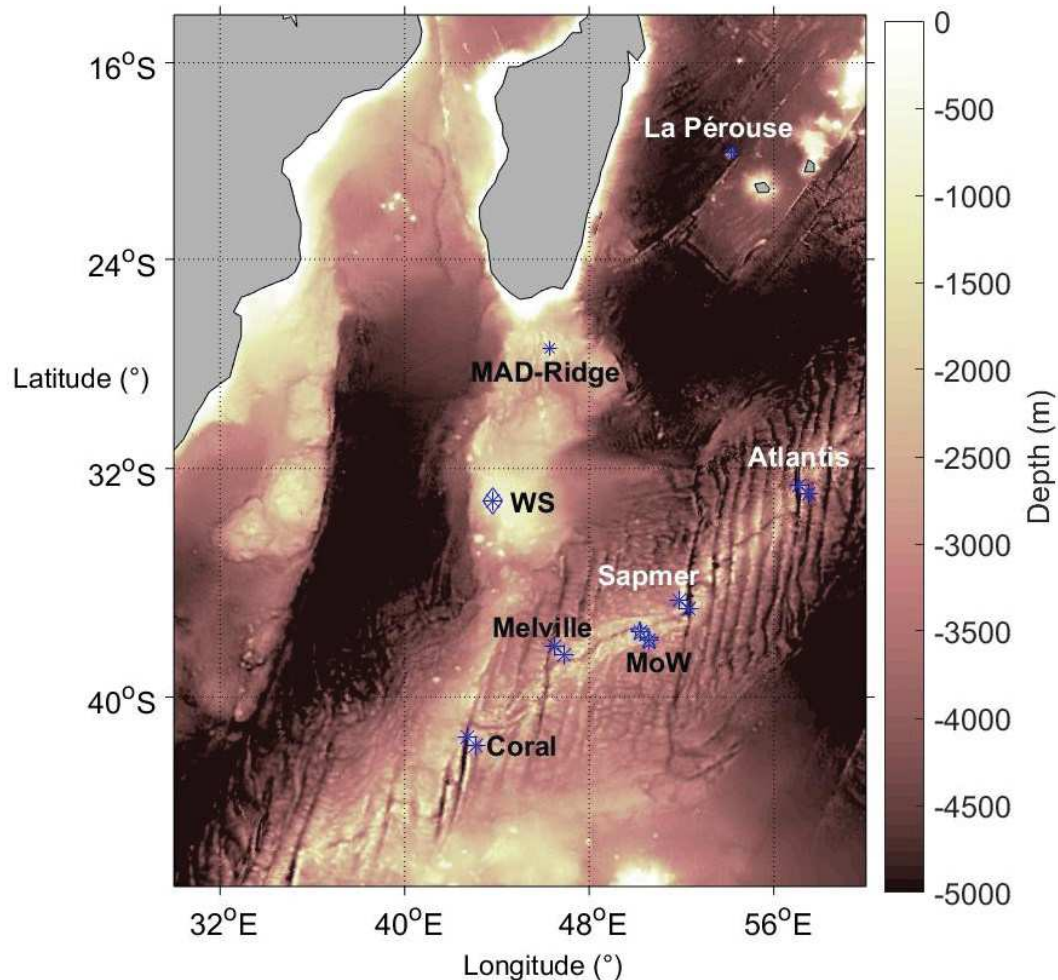 16°S
24°S
32°S
40°S
Latitude (°)
La Pérouse
MAD-Ridge
Atlantis
WS
Sapmer
Melville
MoW
Coral
32°E
40°E
48°E
56°E
Longitude (°)
0
-500
-1000
-1500
-2000
-2500
-3000
-3500
-4000
-4500
-5000
Depth (m)